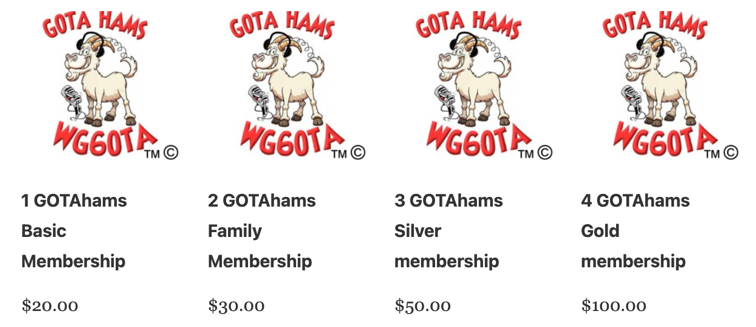 GOTA HAMS
GOTA HAMS
GOTA HAMS
GOTA HAMS
WG6OTA TM ©
WG6OTA TM ©
WG6OTA TM ©
WG6OTA TM ©
1 GOTAhams
Basic
Membership
$20.00
2 GOTAhams
Family
Membership
$30.00
3 GOTAhams
Silver
membership
$50.00
4 GOTAhams
Gold
membership
$100.00